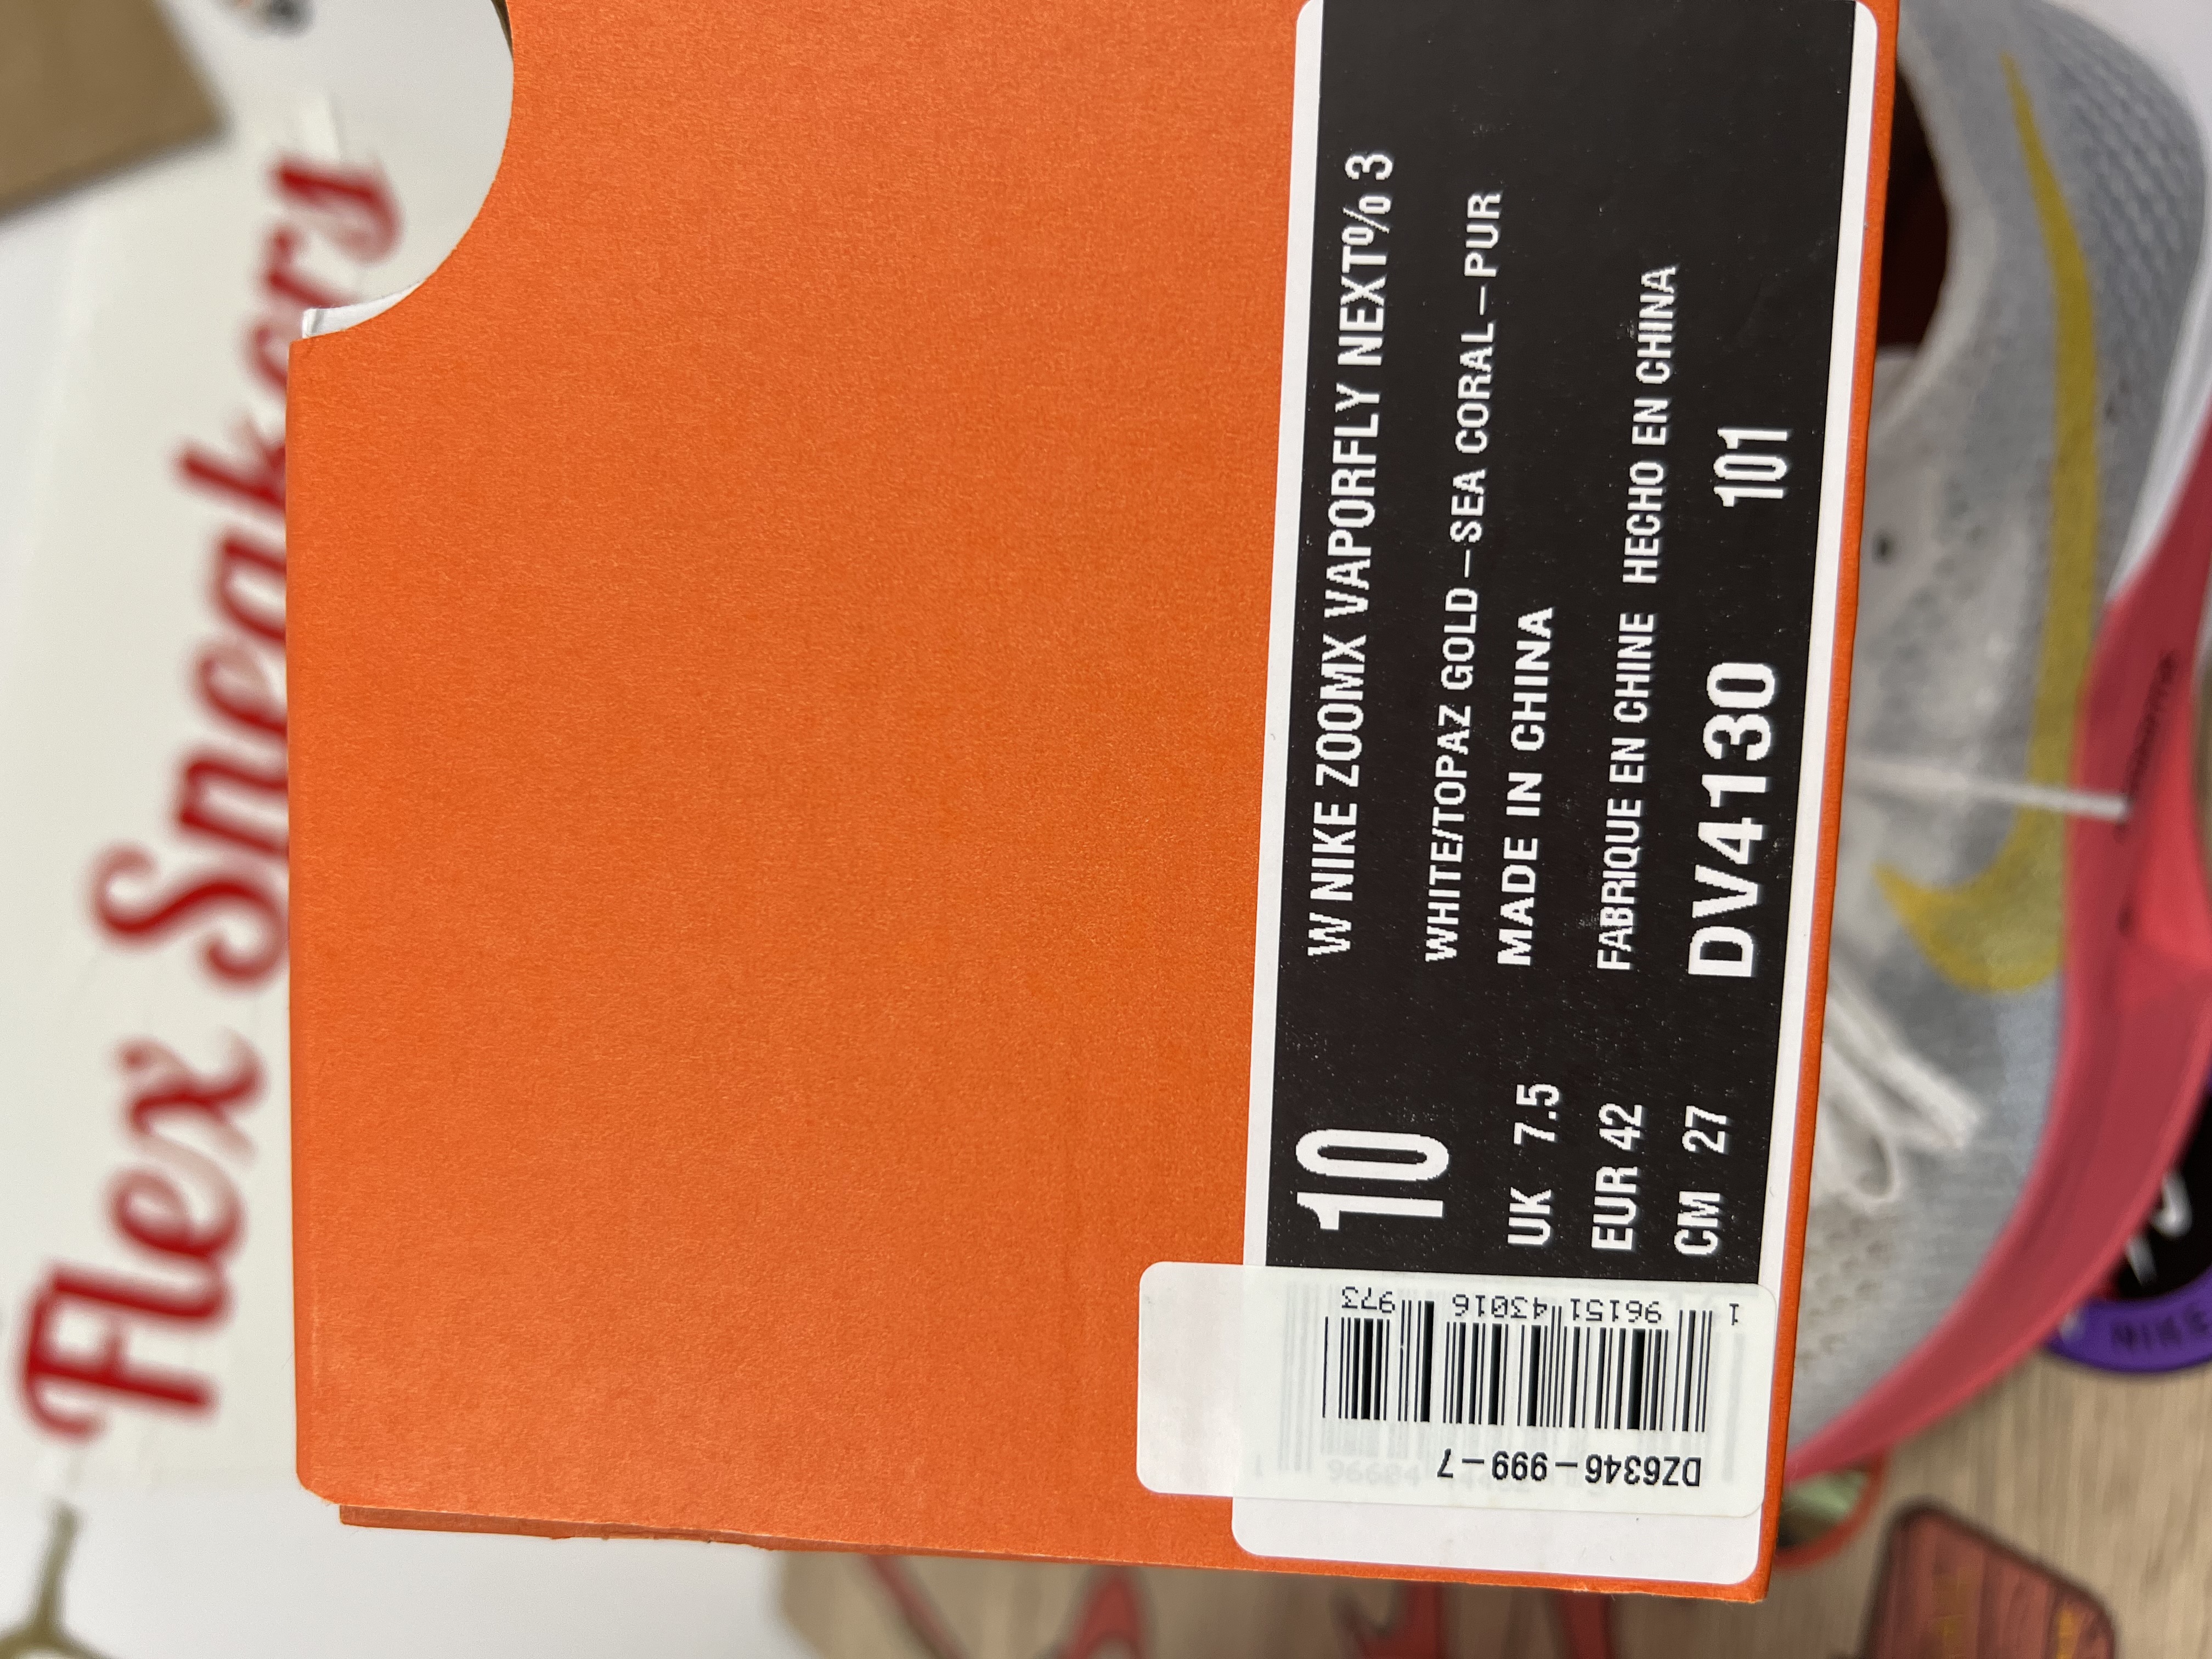 Flex Sneakers
10
W NIKE ZOOMX VAPORFLY NEXT% 3
WHITE/TOPAZ GOLD–SEA CORAL–PUR
MADE IN CHINA
UK 7.5
EUR 42
FABRIQUE EN CHINE HECHO EN CHINA
CM 27
DV4130 101
DZ6346-999-7
1 96151 43016 973